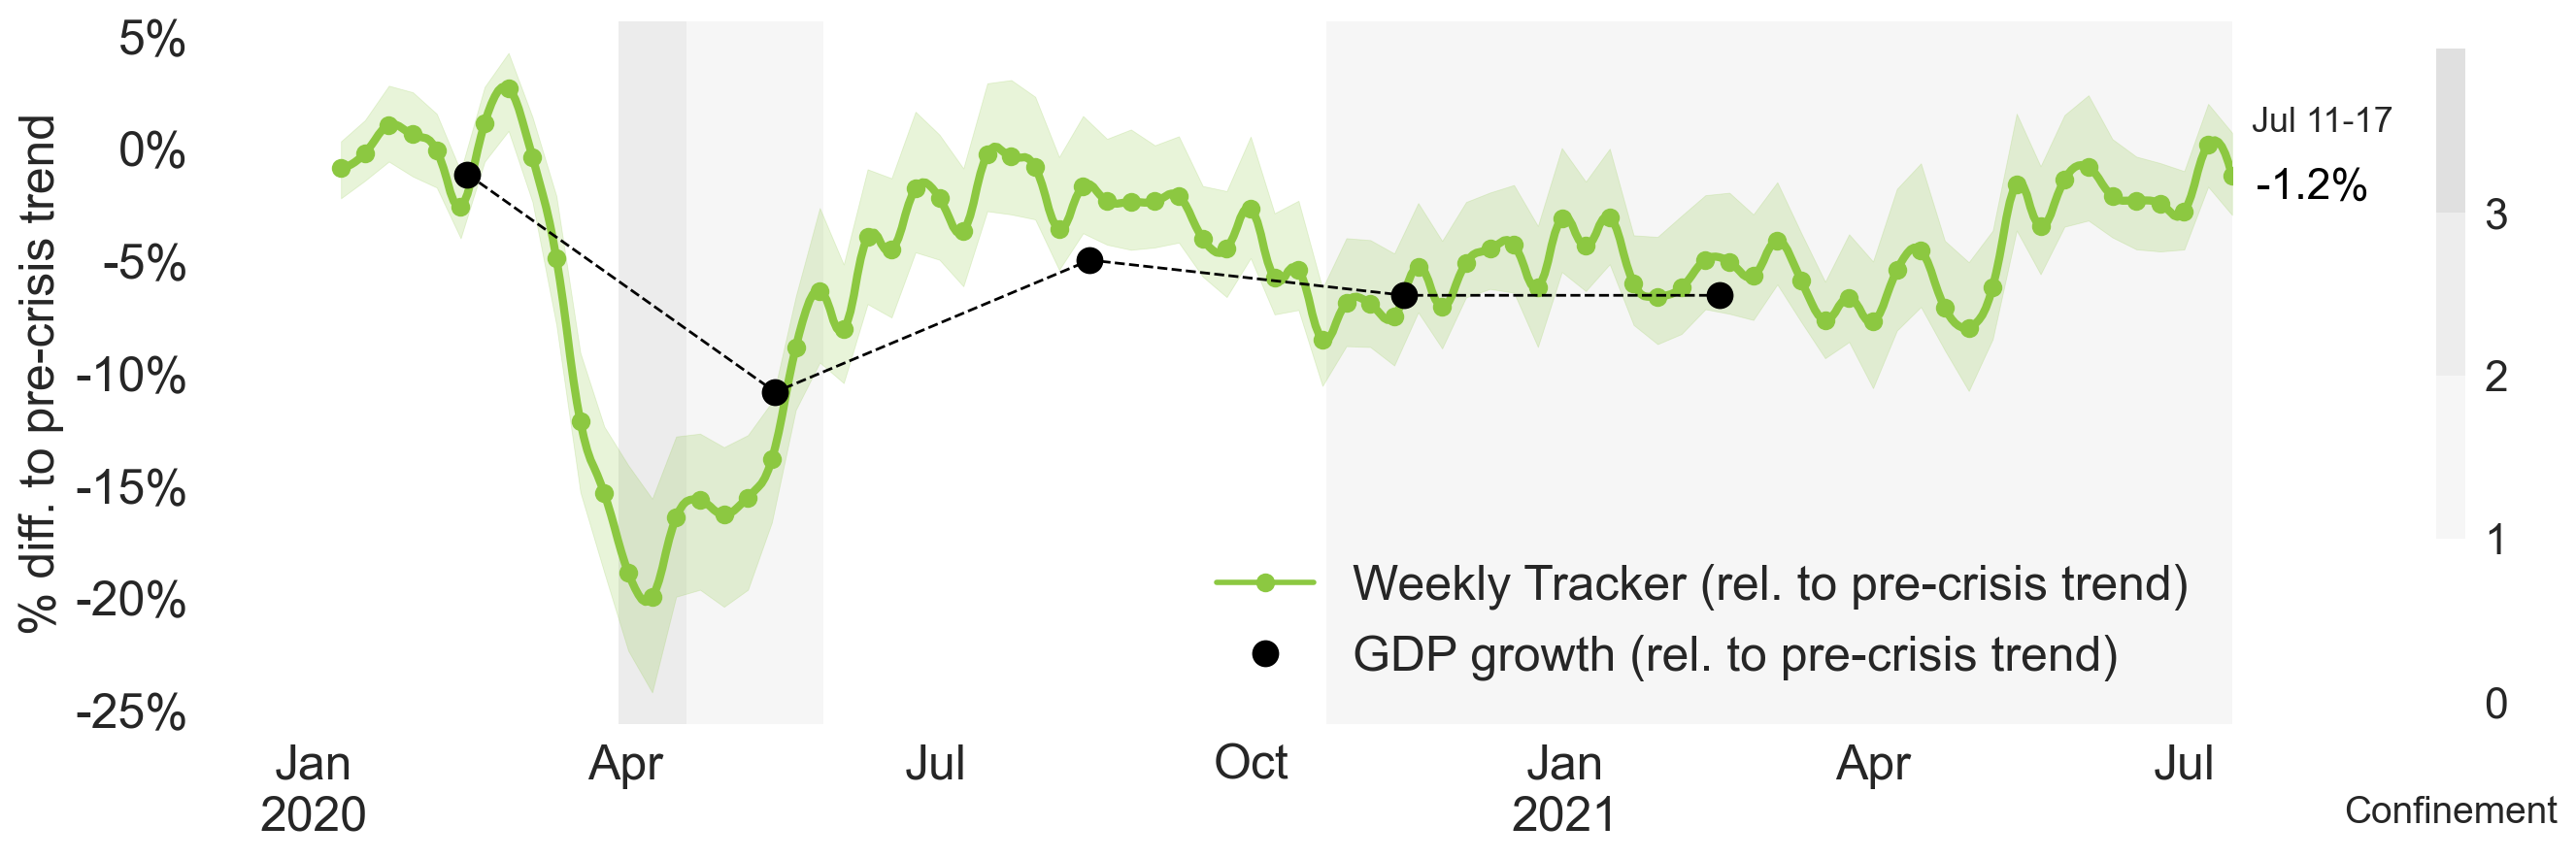 % diff. to pre-crisis trend
5%
0%
-5%
-10%
-15%
-20%
-25%
Jan
2020
Apr
Jul
Oct
Jan
2021
Apr
Jul
Weekly Tracker (rel. to pre-crisis trend)
GDP growth (rel. to pre-crisis trend)
Jul 11-17
-1.2%
3
2
1
0
Confinement